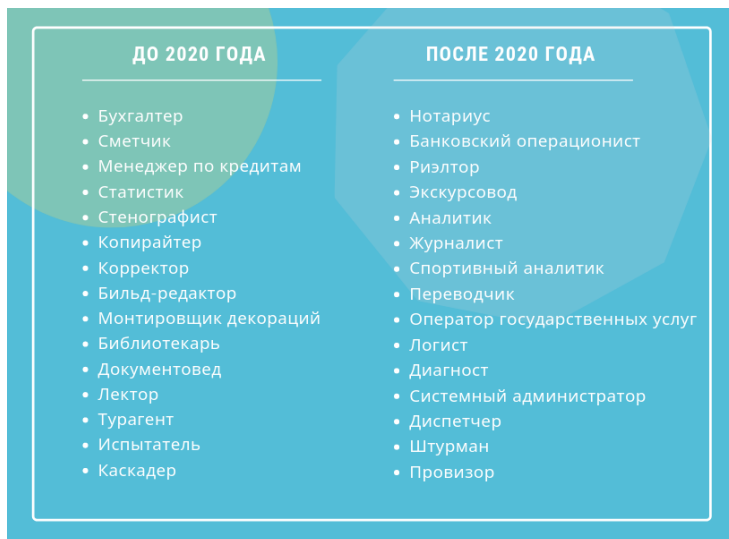 ДО 2020 ГОДА
Бухгалтер
Сметчик
Менеджер по кредитам
Статистик
Стенографист
Копирайтер
Корректор
Бильд-редактор
Монтировщик декораций
Библиотекарь
Документовед
Лектор
Турагент
Испытатель
Каскадер
ПОСЛЕ 2020 ГОДА
Нотариус
Банковский операционист
Риэлтор
Экскурсовод
Аналитик
Журналист
Спортивный аналитик
Переводчик
Оператор государственных услуг
Логист
Диагност
Системный администратор
Диспетчер
Штурман
Провизор